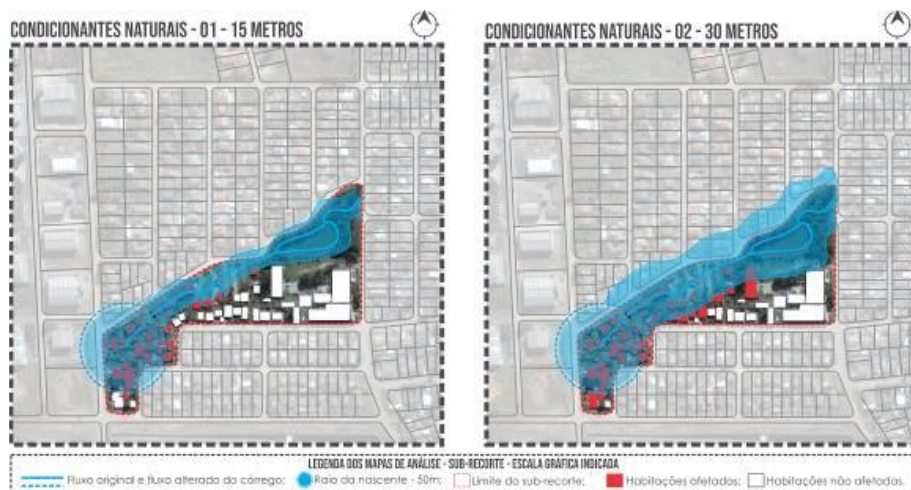 CONDICIONANTES NATURAIS - 01 - 15 METROS
CONDICIONANTES NATURAIS - 02 - 30 METROS
LEGENDA DOS MAPAS DE ANÁLISE - SUB-RECORTE - ESCALA GRÁFICA INDICADA
Fluxo original e fluxo alterado do córrego; Raio da nascente - 50m; Limite do sub-recorte; Habitações afetadas; Habitações não afetadas.